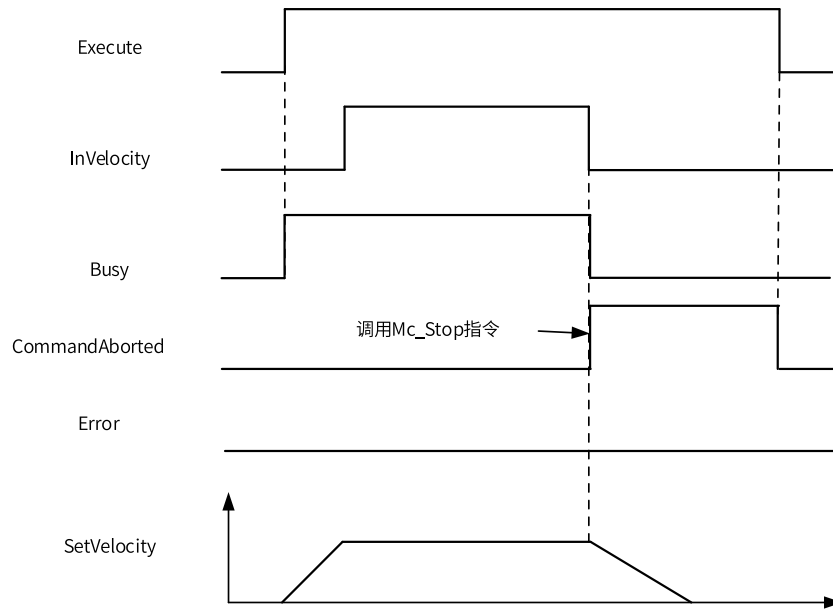 Execute
InVelocity
Busy
调用Mc_Stop指令
CommandAborted
Error
SetVelocity